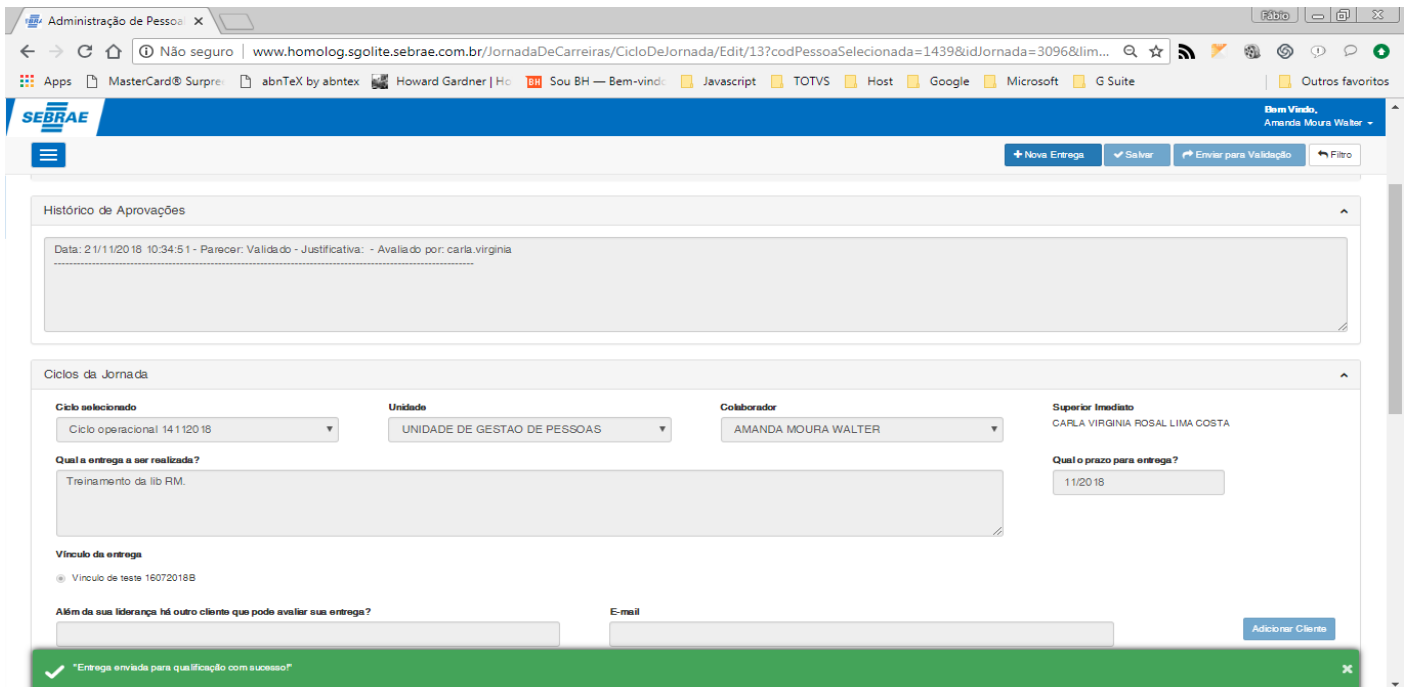 Administração de Pessoal
Fábio
Não seguro | www.homolog.sgolite.sebrae.com.br/JornadaDeCarreiras/CicloDeJornada/Edit/13?codPessoaSelecionada=1439&idJornada=3096&lim...
Apps MasterCard® Surpre abnTeX by abntex Howard Gardner | Ho BH Sou BH — Bem-vindo Javascript TOTVS Host Google Microsoft G Suite Outros favoritos
SEBRAE
Bem Vindo,
Amanda Moura Walter
+ Nova Entrega Salvar Enviar para Validação Filtro
Histórico de Aprovações
Data: 21/11/2018 10:34:51 - Parecer: Validado - Justificativa: - Avaliado por: carla.virginia
--------------------------------------------------------------------------------------------------------------
Ciclos da Jornada
Ciclo selecionado Unidade Colaborador Superior Imediato
Ciclo operacional 14112018 UNIDADE DE GESTAO DE PESSOAS AMANDA MOURA WALTER CARLA VIRGINIA ROSAL LIMA COSTA
Qual a entrega a ser realizada? Qual o prazo para entrega?
Treinamento da lib RM. 11/2018
Vínculo da entrega
Vinculo de teste 16072018B
Além da sua liderança há outro cliente que pode avaliar sua entrega? E-mail
Adicionar Cliente
"Entrega enviada para qualificação com sucesso!"